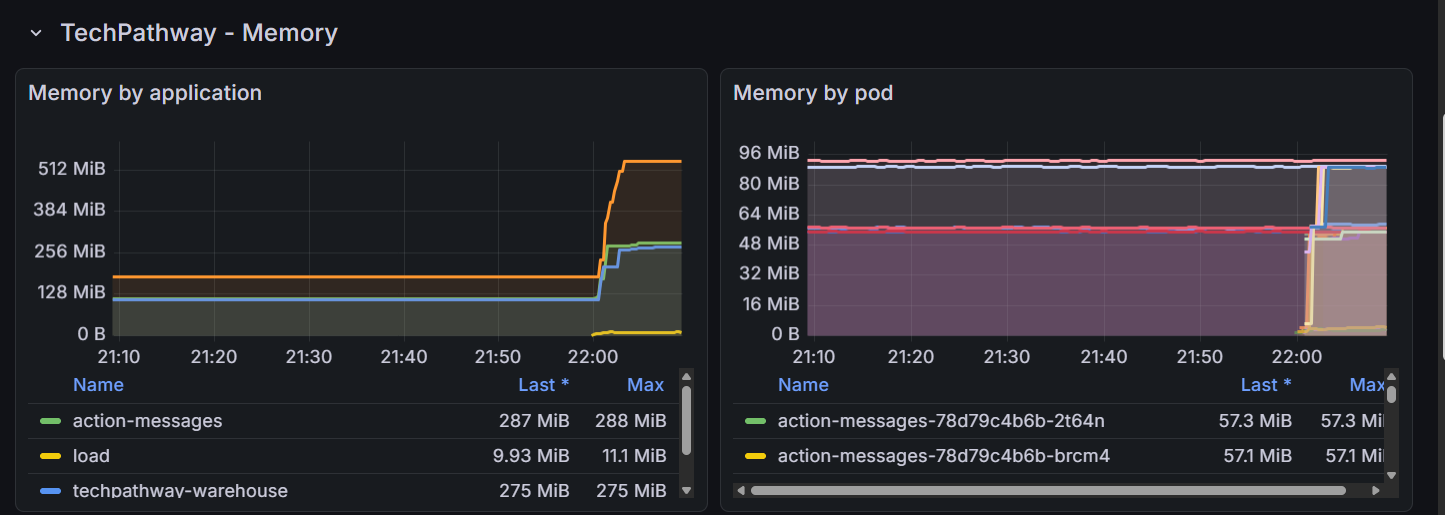 TechPathway - Memory
Memory by application
512 MiB
384 MiB
256 MiB
128 MiB
0 B
21:10 21:20 21:30 21:40 21:50 22:00
Name Last * Max
action-messages 287 MiB 288 MiB
load 9.93 MiB 11.1 MiB
techpathway-warehouse 275 MiB 275 MiB
Memory by pod
96 MiB
80 MiB
64 MiB
48 MiB
32 MiB
16 MiB
0 B
21:10 21:20 21:30 21:40 21:50 22:00
Name Last * Max
action-messages-78d79c4b6b-2t64n 57.3 MiB 57.3 Mi
action-messages-78d79c4b6b-brcm4 57.1 MiB 57.1 Mi